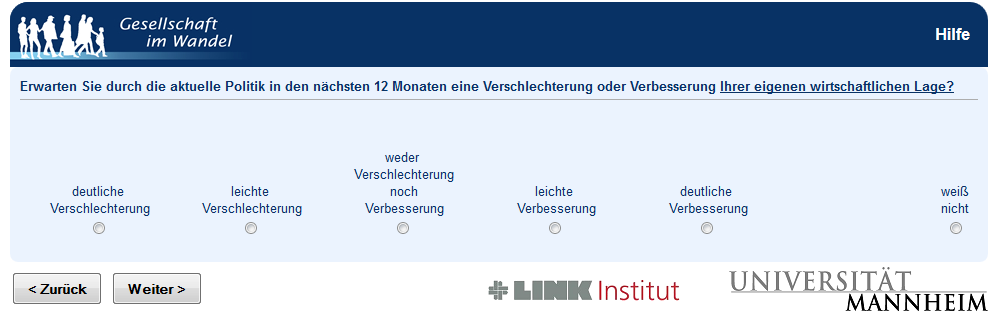 Gesellschaft
im Wandel
Hilfe
Erwarten Sie durch die aktuelle Politik in den nächsten 12 Monaten eine Verschlechterung oder Verbesserung Ihrer eigenen wirtschaftlichen Lage?
deutliche
Verschlechterung
leichte
Verschlechterung
weder
Verschlechterung
noch
Verbesserung
leichte
Verbesserung
deutliche
Verbesserung
weiß
nicht
< Zurück
Weiter >
LINK Institut
UNIVERSITÄT
MANNHEIM